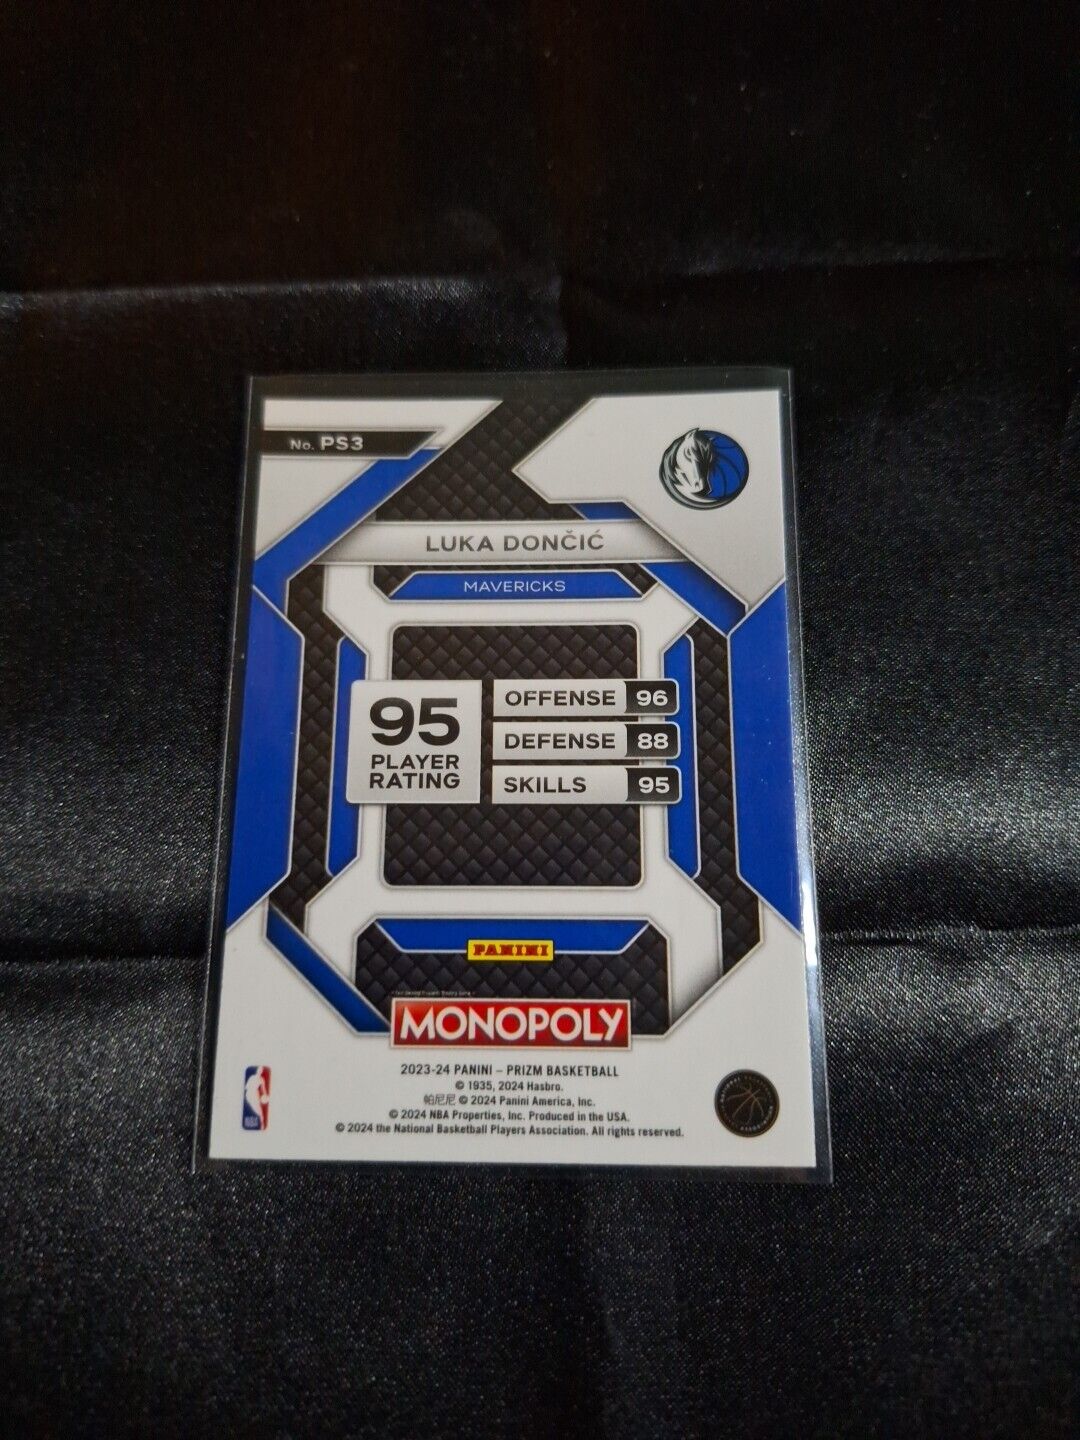 No. PS3
LUKA DONČIĆ
MAVERICKS
95
PLAYER
RATING
OFFENSE 96
DEFENSE 88
SKILLS 95
PANINI
MONOPOLY
2023-24 PANINI – PRIZM BASKETBALL
© 1935, 2024 Hasbro.
帕尼尼 © 2024 Panini America, Inc.
© 2024 NBA Properties, Inc. Produced in the USA.
© 2024 the National Basketball Players Association. All rights reserved.
NBA